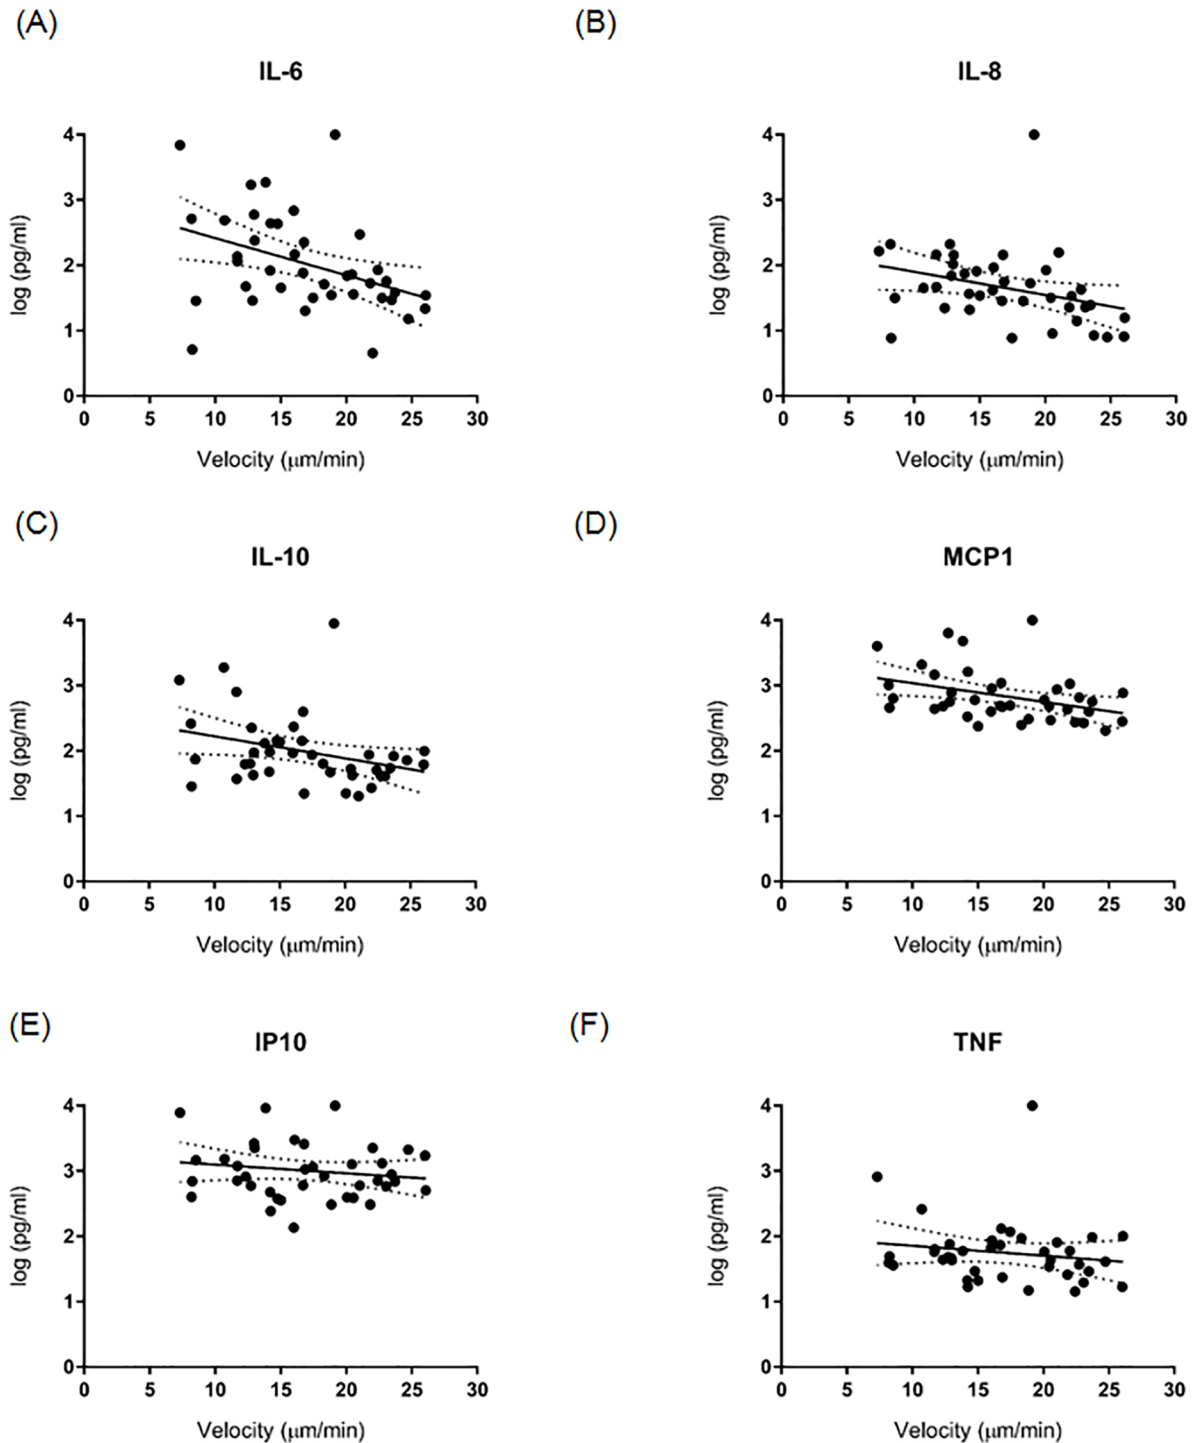 (A)
IL-6
4
3
2
1
0
log (pg/ml)
0 5 10 15 20 25 30
Velocity (μm/min)
(B)
IL-8
4
3
2
1
0
log (pg/ml)
0 5 10 15 20 25 30
Velocity (μm/min)
(C)
IL-10
4
3
2
1
0
log (pg/ml)
0 5 10 15 20 25 30
Velocity (μm/min)
(D)
MCP1
4
3
2
1
0
log (pg/ml)
0 5 10 15 20 25 30
Velocity (μm/min)
(E)
IP10
4
3
2
1
0
log (pg/ml)
0 5 10 15 20 25 30
Velocity (μm/min)
(F)
TNF
4
3
2
1
0
log (pg/ml)
0 5 10 15 20 25 30
Velocity (μm/min)